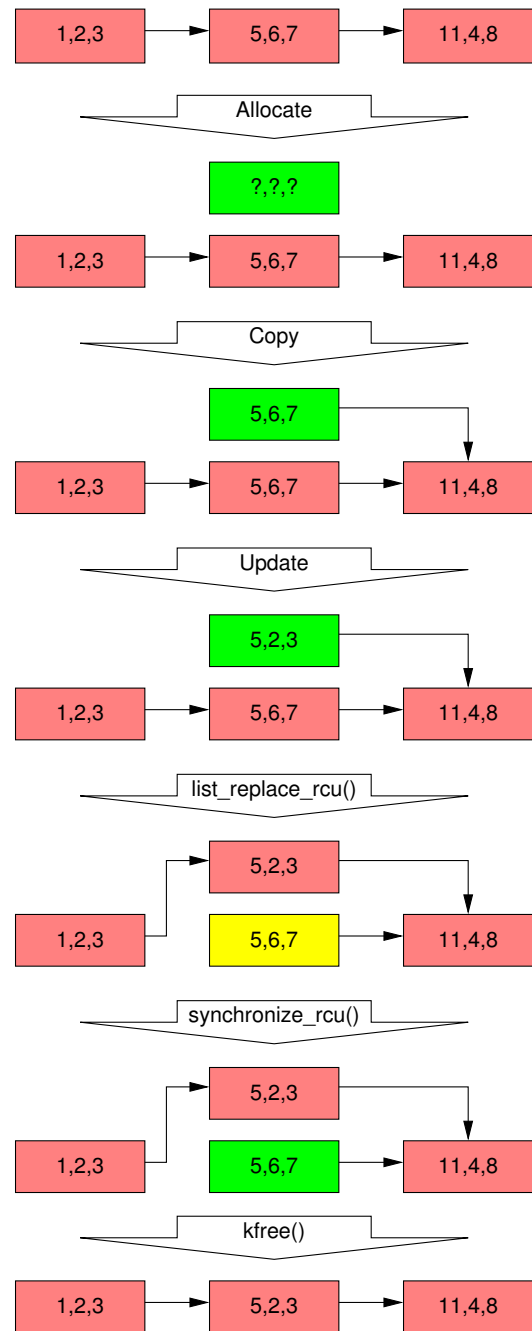 1,2,3 5,6,7 11,4,8
Allocate
?,?,?
1,2,3 5,6,7 11,4,8
Copy
5,6,7
1,2,3 5,6,7 11,4,8
Update
5,2,3
1,2,3 5,6,7 11,4,8
list_replace_rcu()
5,2,3
1,2,3 5,6,7 11,4,8
synchronize_rcu()
5,2,3
1,2,3 5,6,7 11,4,8
kfree()
1,2,3 5,2,3 11,4,8